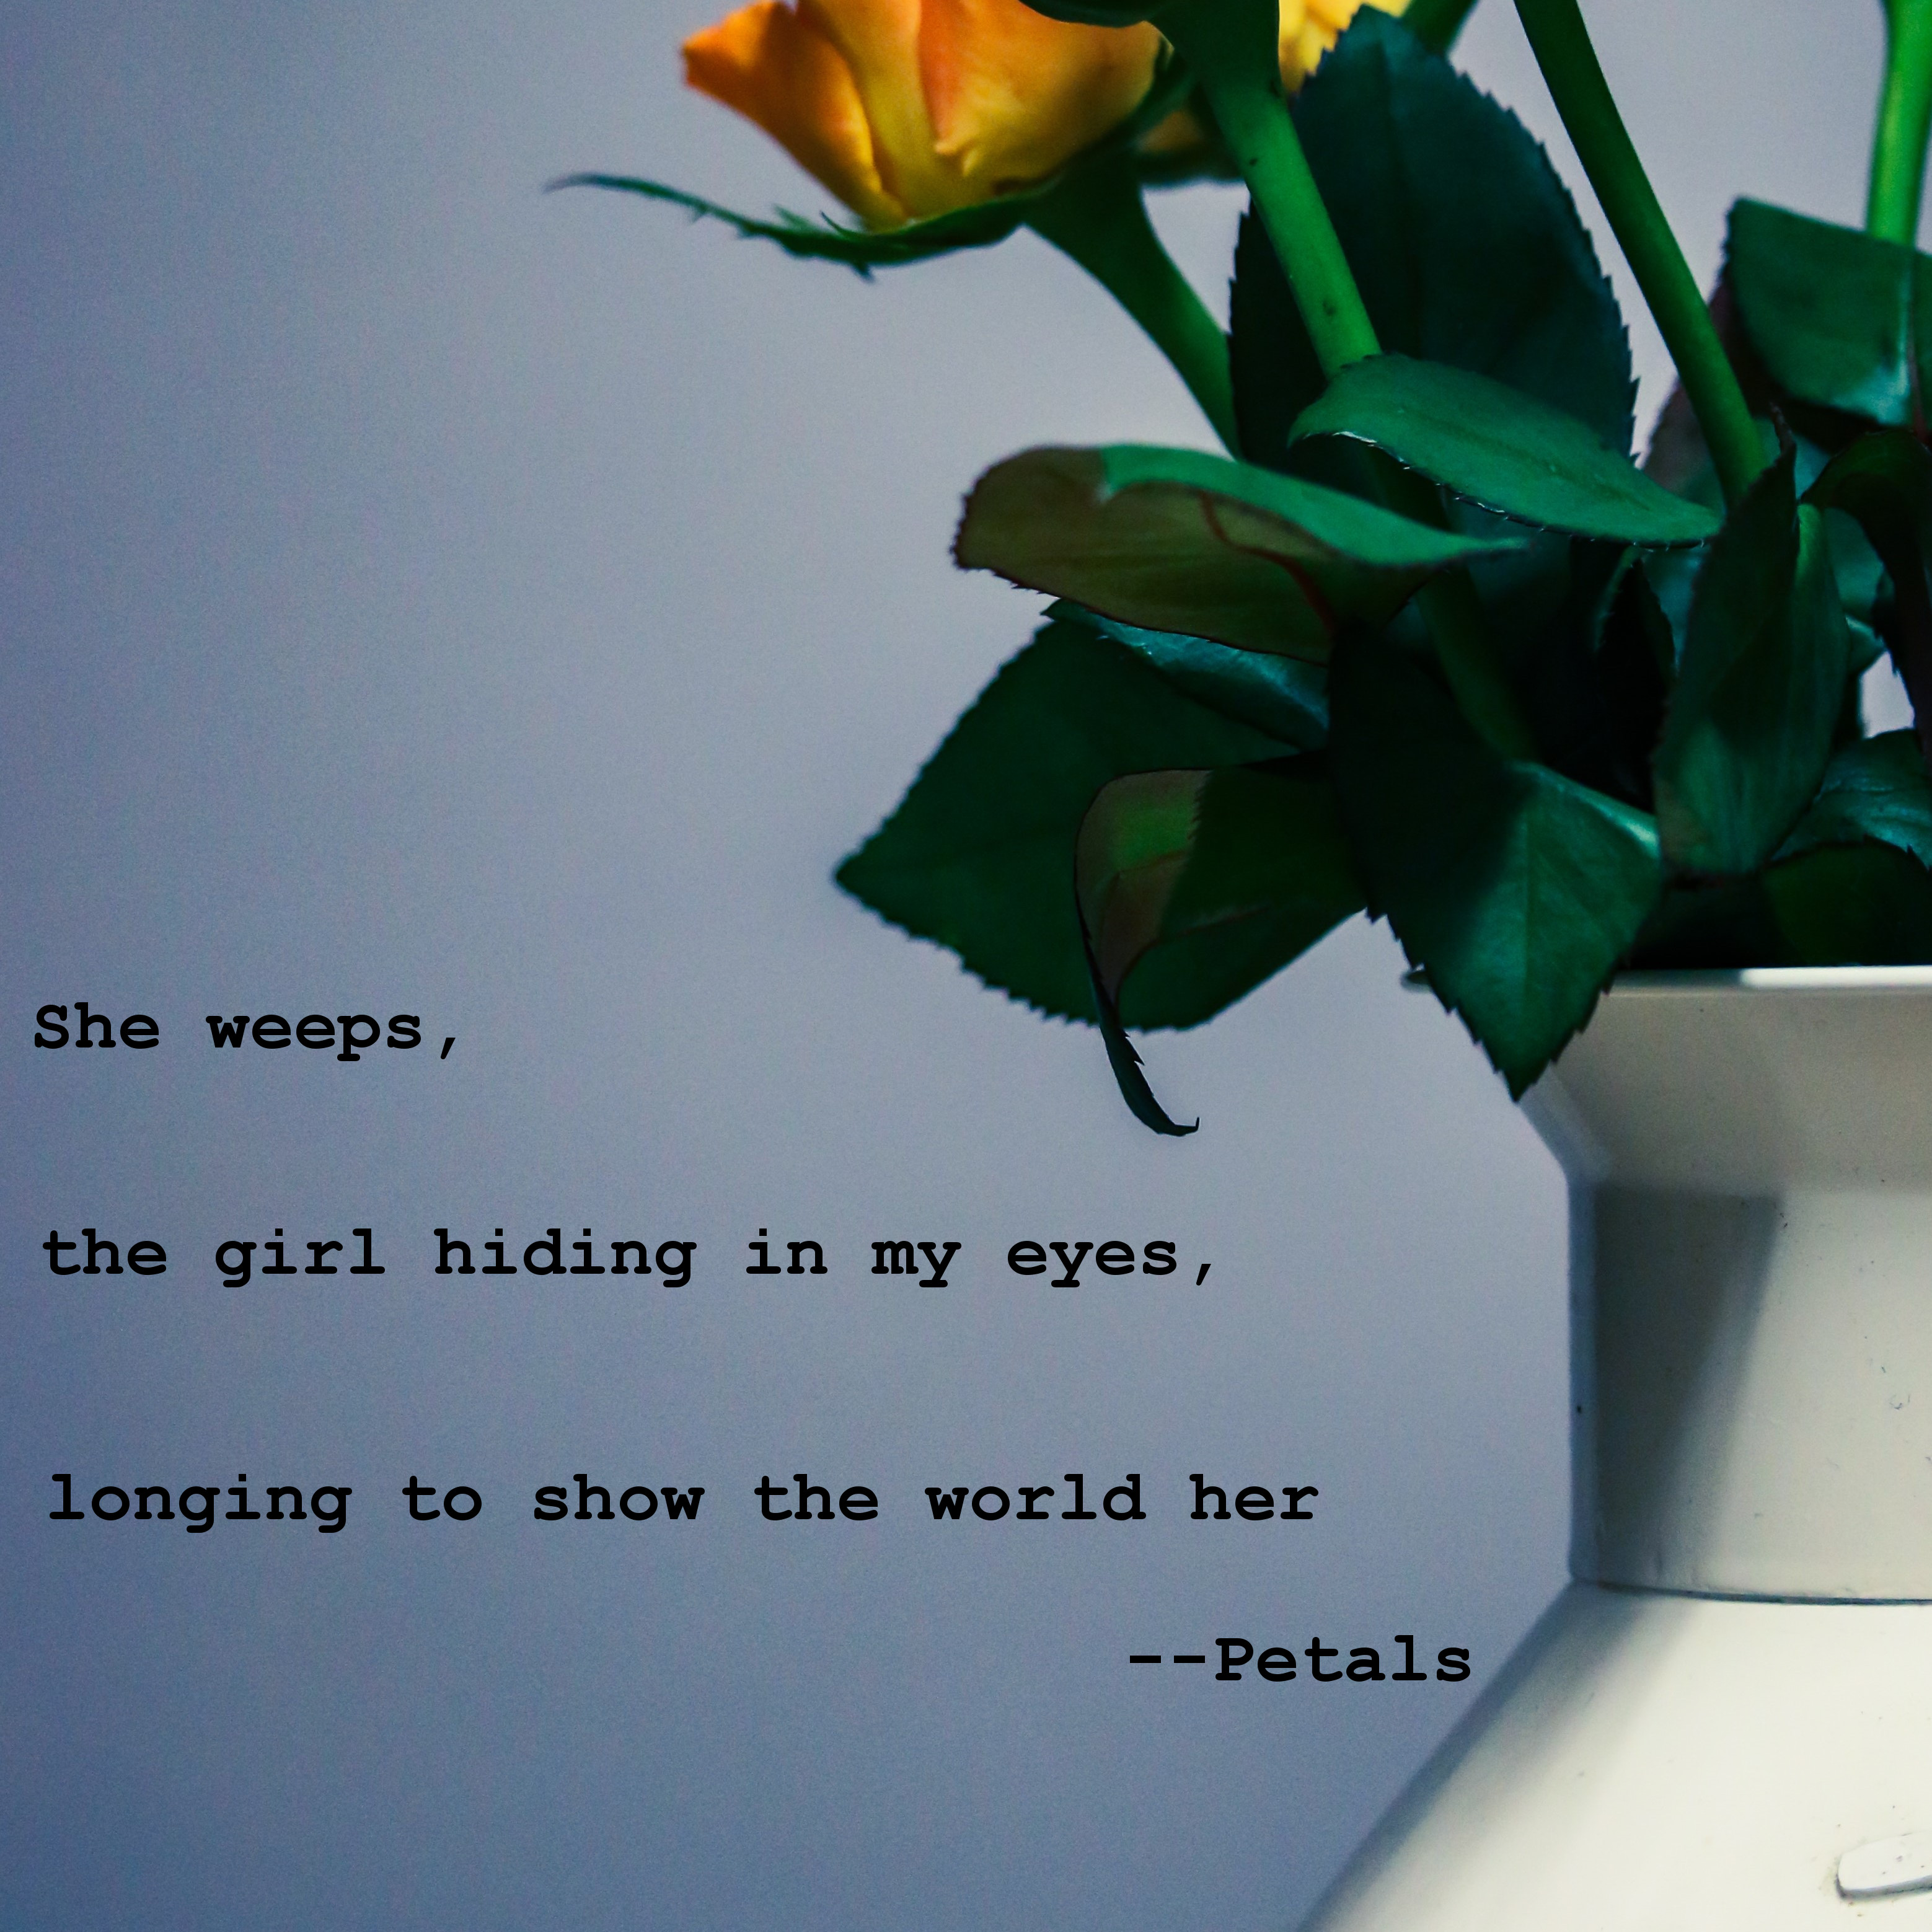 She weeps,
the girl hiding in my eyes,
longing to show the world her
--Petals